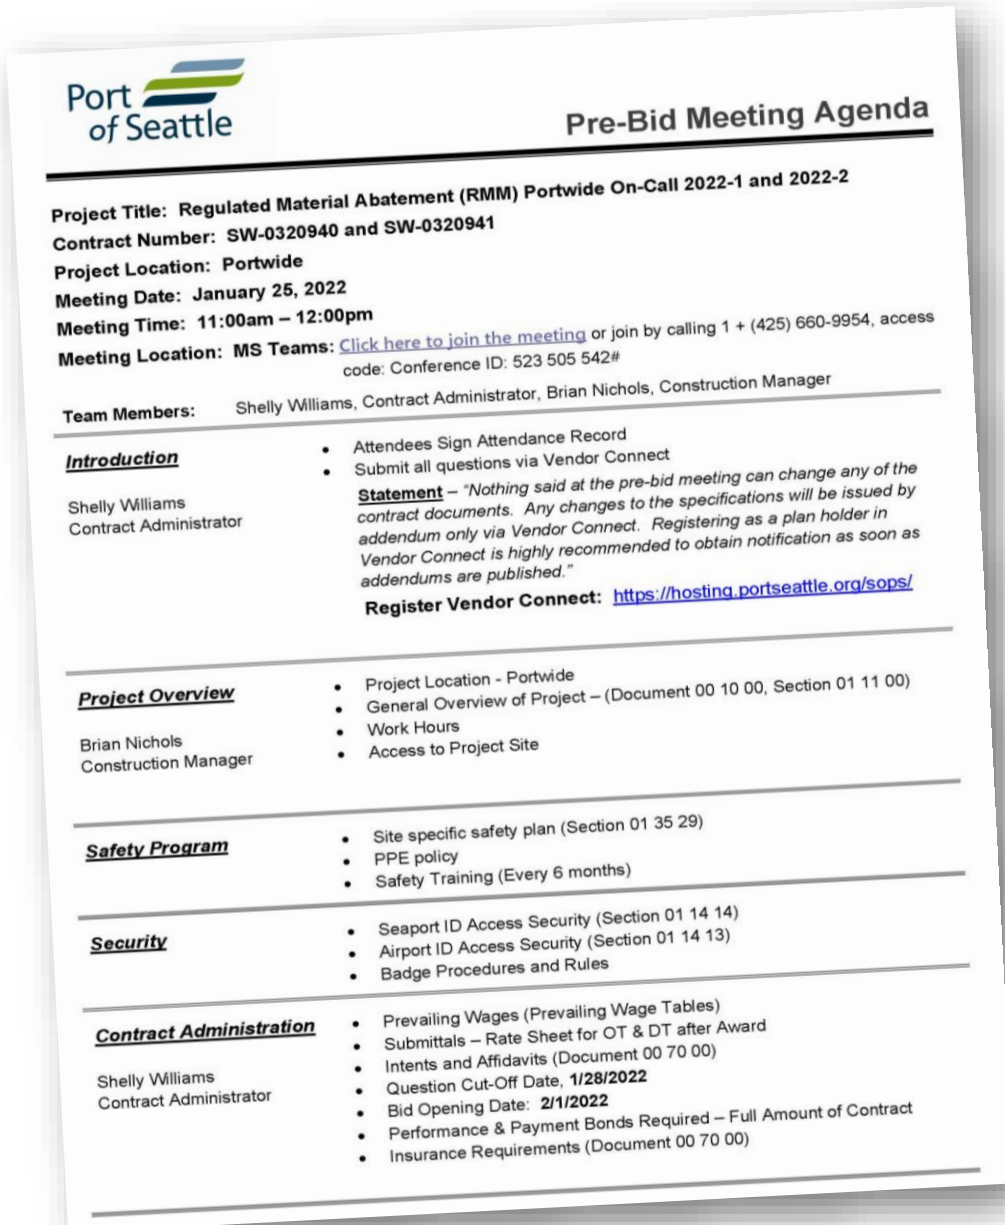 Port
of Seattle
Pre-Bid Meeting Agenda
Project Title: Regulated Material Abatement (RMM) Portwide On-Call 2022-1 and 2022-2
Contract Number: SW-0320940 and SW-0320941
Project Location: Portwide
Meeting Date: January 25, 2022
Meeting Time: 11:00am – 12:00pm
Meeting Location: MS Teams: Click here to join the meeting or join by calling 1 + (425) 660-9954, access
code: Conference ID: 523 505 542#
Team Members: Shelly Williams, Contract Administrator, Brian Nichols, Construction Manager
Introduction
Shelly Williams
Contract Administrator
• Attendees Sign Attendance Record
• Submit all questions via Vendor Connect
Statement – “Nothing said at the pre-bid meeting can change any of the
contract documents. Any changes to the specifications will be issued by
addendum only via Vendor Connect. Registering as a plan holder in
Vendor Connect is highly recommended to obtain notification as soon as
addendums are published.”
Register Vendor Connect: https://hosting.portseattle.org/sops/
Project Overview
Brian Nichols
Construction Manager
• Project Location - Portwide
• General Overview of Project – (Document 00 10 00, Section 01 11 00)
• Work Hours
• Access to Project Site
Safety Program
• Site specific safety plan (Section 01 35 29)
• PPE policy
• Safety Training (Every 6 months)
Security
• Seaport ID Access Security (Section 01 14 14)
• Airport ID Access Security (Section 01 14 13)
• Badge Procedures and Rules
Contract Administration
Shelly Williams
Contract Administrator
• Prevailing Wages (Prevailing Wage Tables)
• Submittals – Rate Sheet for OT & DT after Award
• Intents and Affidavits (Document 00 70 00)
• Question Cut-Off Date, 1/28/2022
• Bid Opening Date: 2/1/2022
• Performance & Payment Bonds Required – Full Amount of Contract
• Insurance Requirements (Document 00 70 00)